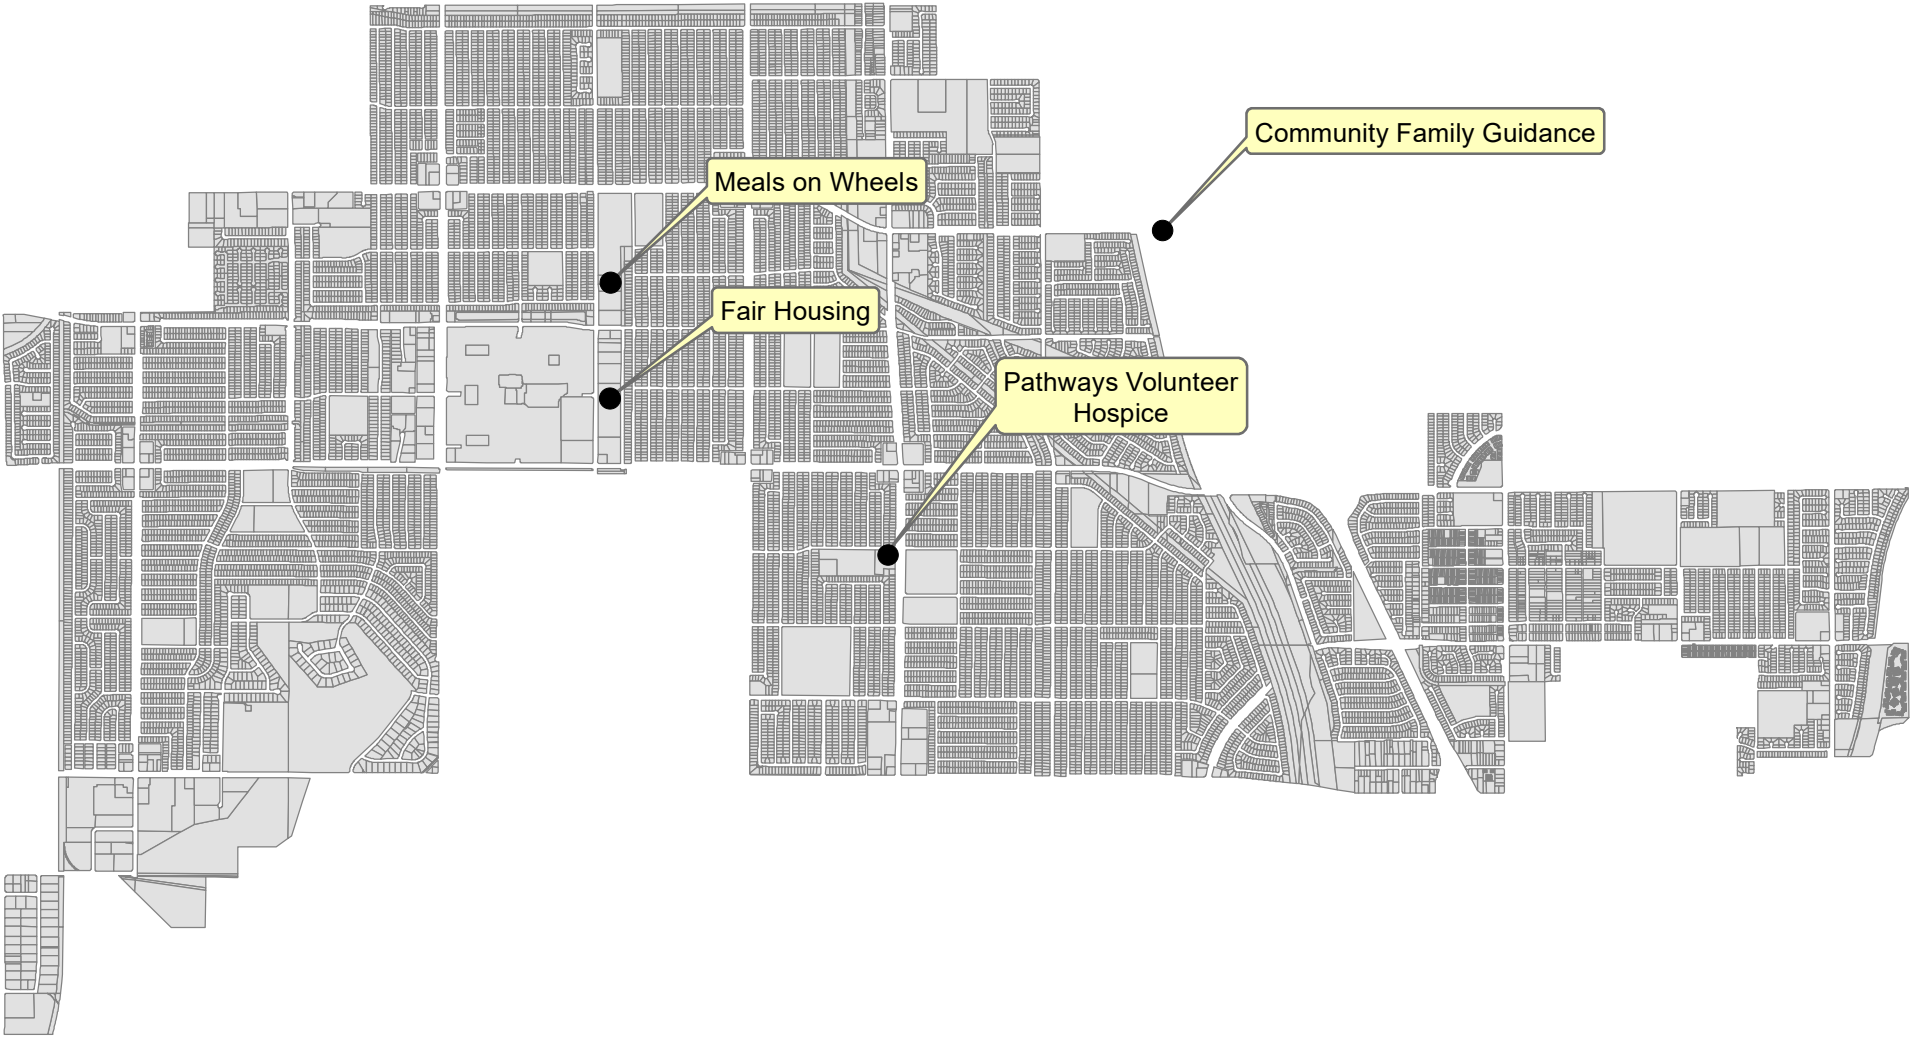 Community Family Guidance
Meals on Wheels
Fair Housing
Pathways Volunteer
Hospice